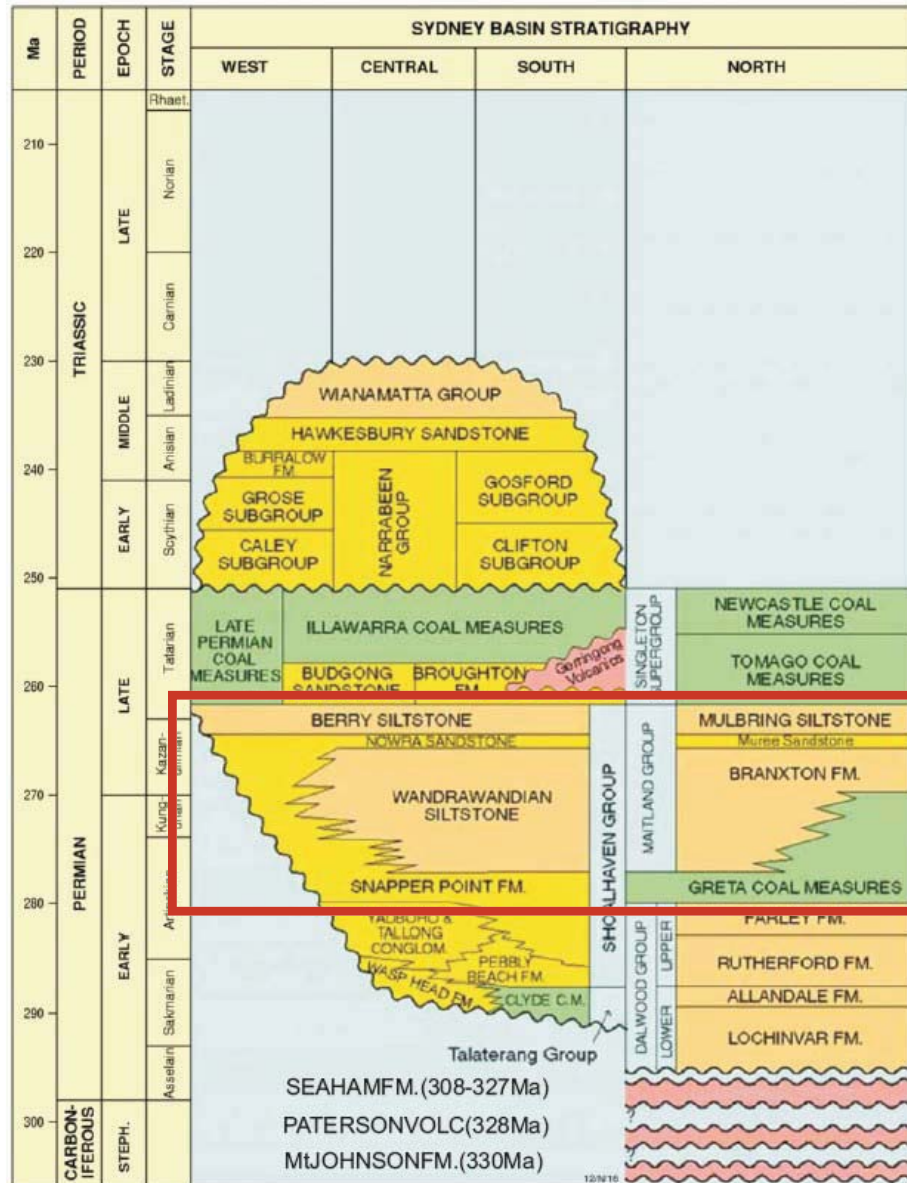 SYDNEY BASIN STRATIGRAPHY
Ma
PERIOD
EPOCH
STAGE
WEST
CENTRAL
SOUTH
NORTH
210
220
230
240
250
260
270
280
290
300
TRIASSIC
PERMIAN
CARBON-
IFEROUS
LATE
MIDDLE
EARLY
LATE
EARLY
STEPH.
Rhaet.
Norian
Carnian
Ladinian
Anisian
Scythian
Tatarian
Kazan-
Kung-
Sakmarian
Asselain
WIANAMATTA GROUP
HAWKESBURY SANDSTONE
BURRALOW
FM.
GROSE
SUBGROUP
CALEY
SUBGROUP
NARRABEEN
GROUP
GOSFORD
SUBGROUP
CLIFTON
SUBGROUP
LATE
PERMIAN
COAL
MEASURES
ILLAWARRA COAL MEASURES
BUDGONG
SANDSTONE
BROUGHTON
FM.
Gerringong
Volcanics
SINGLETON
SUPERGROUP
NEWCASTLE COAL
MEASURES
TOMAGO COAL
MEASURES
BERRY SILTSTONE
NOWRA SANDSTONE
WANDRAWANDIAN
SILTSTONE
SNAPPER POINT FM.
SHOALHAVEN GROUP
MAITLAND GROUP
MULBRING SILTSTONE
Muree Sandstone
BRANXTON FM.
GRETA COAL MEASURES
TALLONG
CONGLOM.
PEBBLY
BEACH FM.
WASP HEAD FM.
CLYDE C.M.
Talaterang Group
DALWOOD GROUP
UPPER
LOWER
FARLEY FM.
RUTHERFORD FM.
ALLANDALE FM.
LOCHINVAR FM.
SEAHAMFM.(308-327Ma)
PATERSONVOLC(328Ma)
MtJOHNSONFM.(330Ma)
?
?